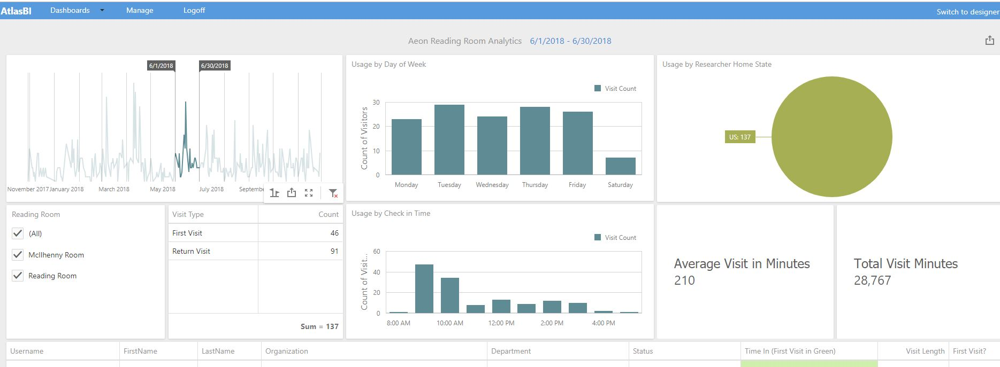 AtlasBI Dashboards Manage Logoff Switch to designer
Aeon Reading Room Analytics 6/1/2018 - 6/30/2018
6/1/2018 6/30/2018
November 2017 January 2018 March 2018 May 2018 July 2018
Usage by Day of Week
Visit Count
Count of Visitors
30
20
10
0
Monday Tuesday Wednesday Thursday Friday Saturday
Usage by Researcher Home State
US: 137
Reading Room
(All)
McIlhenny Room
Reading Room
Visit Type Count
First Visit 46
Return Visit 91
Sum = 137
Usage by Check in Time
Visit Count
Count of Visit...
60
40
20
0
8:00 AM 10:00 AM 12:00 PM 2:00 PM 4:00 PM
Average Visit in Minutes
210
Total Visit Minutes
28,767
Username FirstName LastName Organization Department Status Time In (First Visit in Green) Visit Length First Visit?